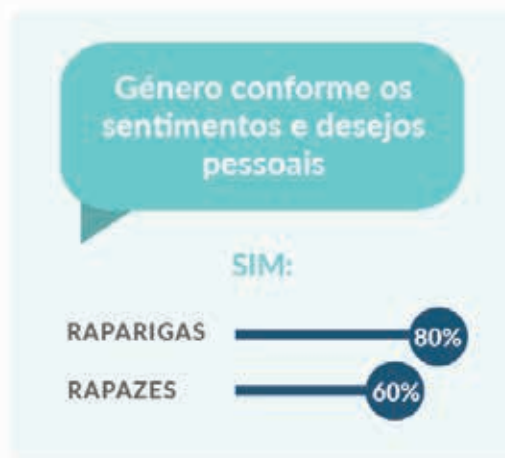 Género conforme os
sentimentos e desejos
pessoais
SIM:
RAPARIGAS 80%
RAPAZES 60%